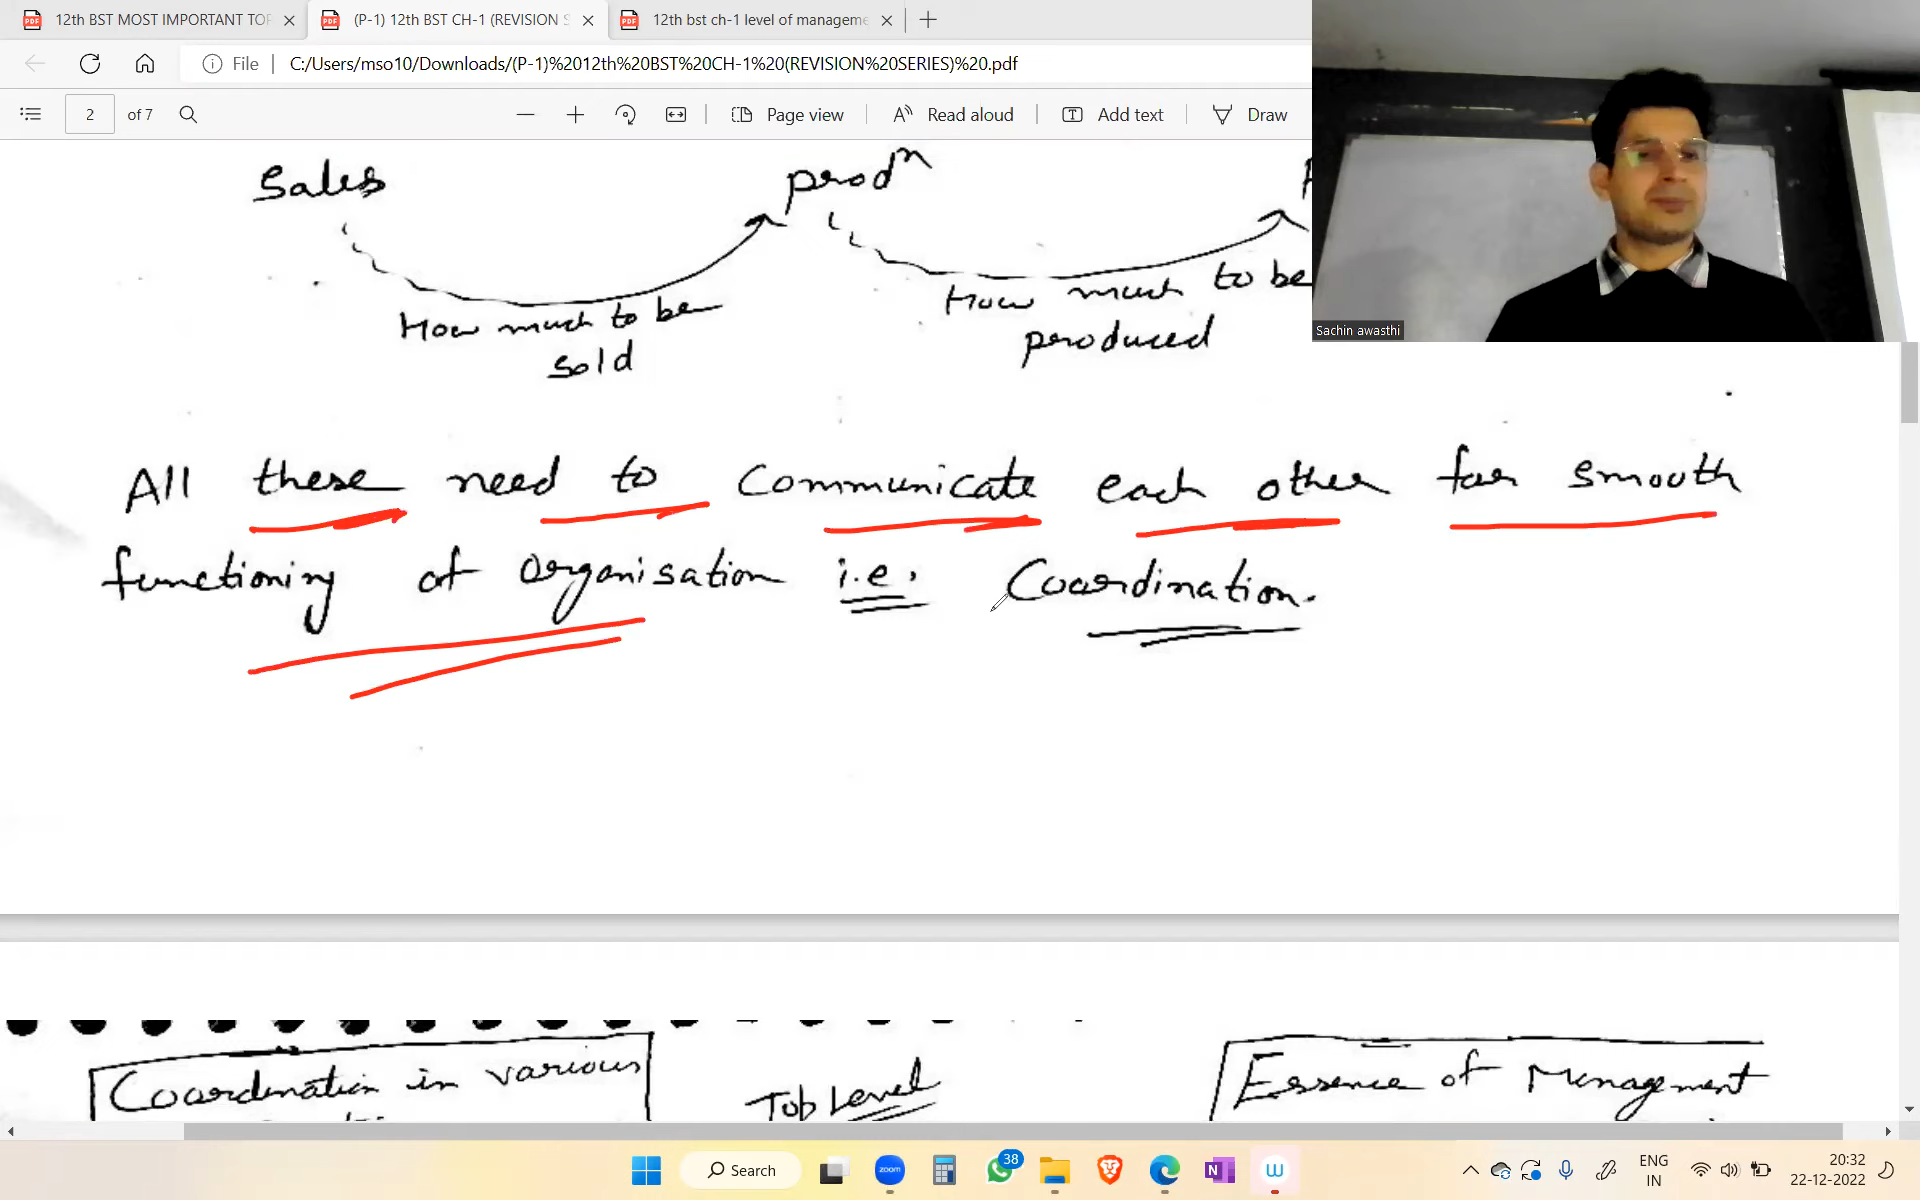 12th BST MOST IMPORTANT TOP
(P-1) 12th BST CH-1 (REVISION S
12th bst ch-1 level of manageme
File
C:/Users/mso10/Downloads/(P-1)%2012th%20BST%20CH-1%20(REVISION%20SERIES)%20.pdf
2 of 7
Page view
Read aloud
Add text
Draw
Sachin awasthi
Sales
prodn
How much to be
sold
How much to be
produced
All these need to communicate each other for smooth
functioning of organisation i.e. Coordination.
Coordination in various
Top Level
Essence of Management
Search
zoom
38
ENG
IN
20:32
22-12-2022